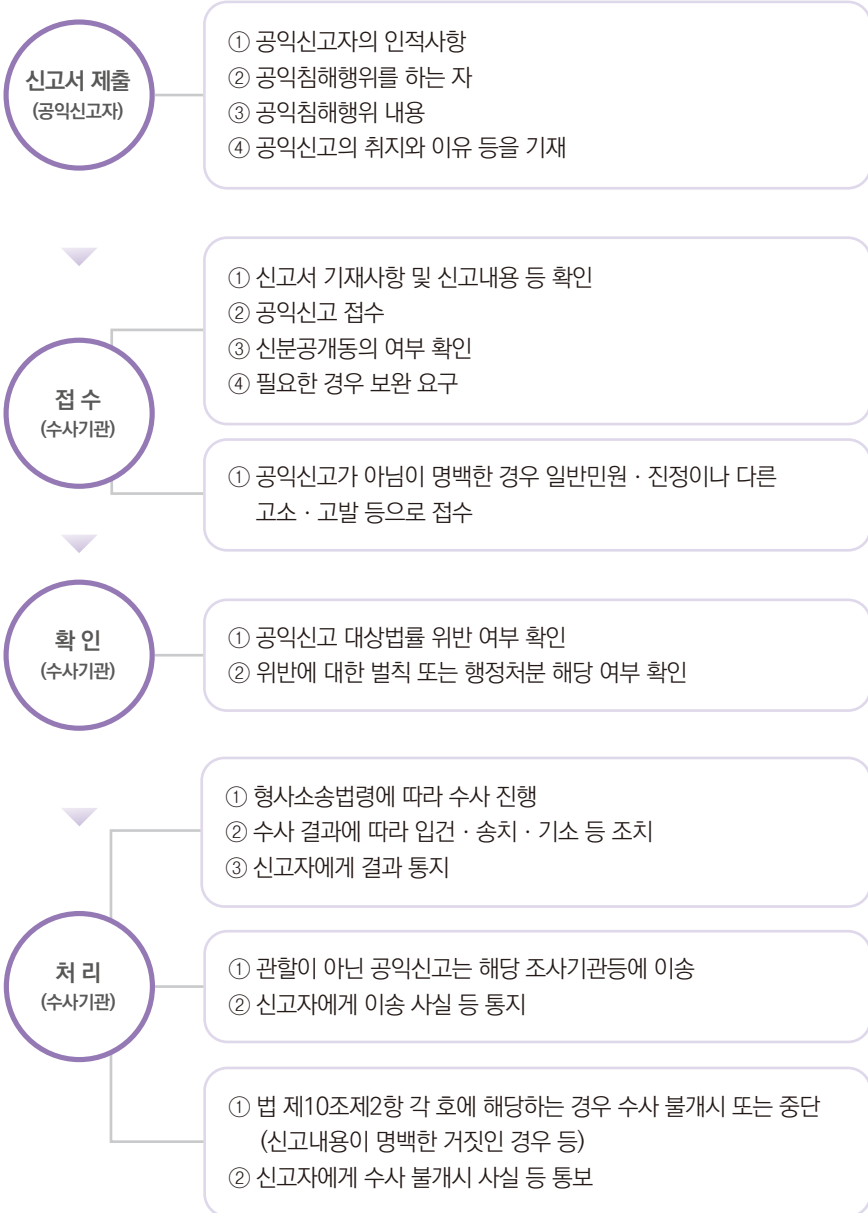 신고서 제출
(공익신고자)
① 공익신고자의 인적사항
② 공익침해행위를 하는 자
③ 공익침해행위 내용
④ 공익신고의 취지와 이유 등을 기재
접 수
(수사기관)
① 신고서 기재사항 및 신고내용 등 확인
② 공익신고 접수
③ 신분공개동의 여부 확인
④ 필요한 경우 보완 요구
① 공익신고가 아님이 명백한 경우 일반민원 · 진정이나 다른
고소 · 고발 등으로 접수
확 인
(수사기관)
① 공익신고 대상법률 위반 여부 확인
② 위반에 대한 벌칙 또는 행정처분 해당 여부 확인
처 리
(수사기관)
① 형사소송법령에 따라 수사 진행
② 수사 결과에 따라 입건 · 송치 · 기소 등 조치
③ 신고자에게 결과 통지
① 관할이 아닌 공익신고는 해당 조사기관등에 이송
② 신고자에게 이송 사실 등 통지
① 법 제10조제2항 각 호에 해당하는 경우 수사 불개시 또는 중단
(신고내용이 명백한 거짓인 경우 등)
② 신고자에게 수사 불개시 사실 등 통보